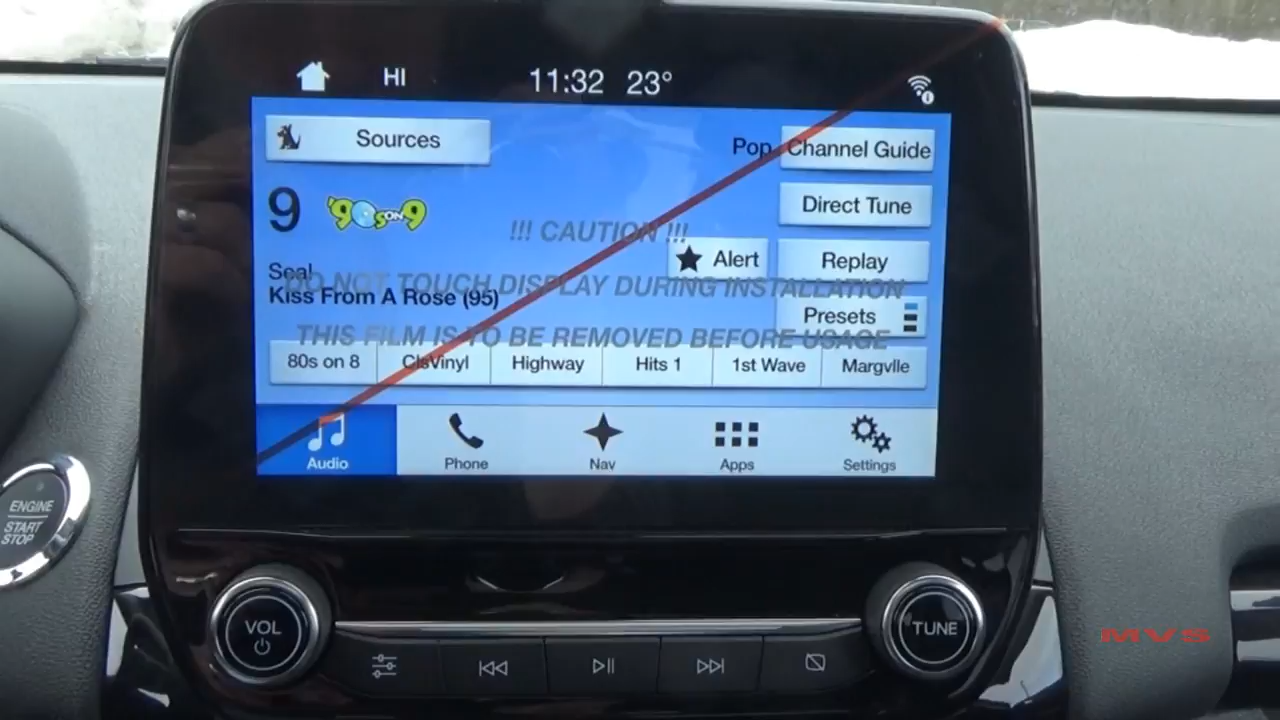 HI 11:32 23°
Sources
Pop Channel Guide
9 '90s ON 9
Direct Tune
!!! CAUTION !!!
Alert
Replay
Seal
DO NOT TOUCH DISPLAY DURING INSTALLATION
Kiss From A Rose (95)
Presets
THIS FILM IS TO BE REMOVED BEFORE USAGE
80s on 8 ClsVinyl Highway Hits 1 1st Wave Margvlle
Audio Phone Nav Apps Settings
ENGINE
START
STOP
VOL
TUNE
MVS